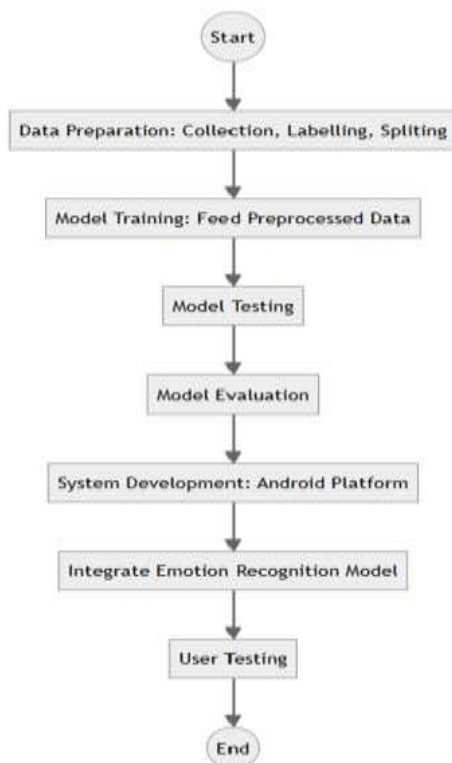 Start
Data Preparation: Collection, Labelling, Spliting
Model Training: Feed Preprocessed Data
Model Testing
Model Evaluation
System Development: Android Platform
Integrate Emotion Recognition Model
User Testing
End